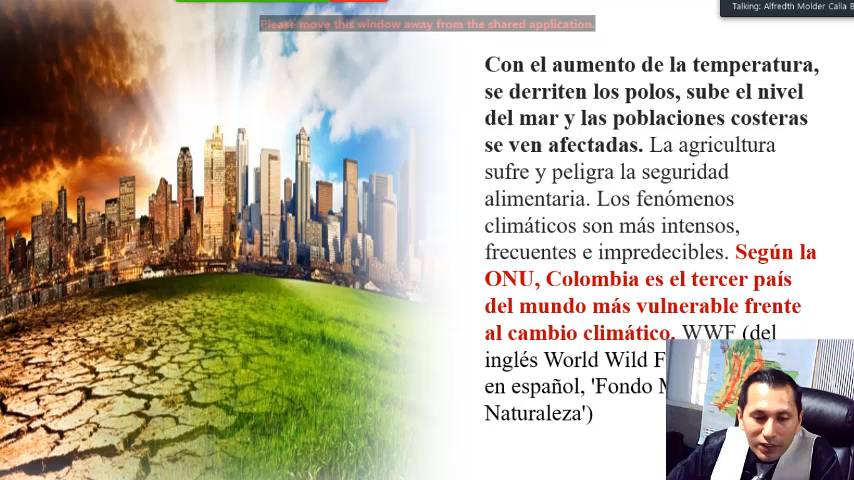 Talking: Alfredth Molder Calla B
Please move this window away from the shared application.
Con el aumento de la temperatura,
se derriten los polos, sube el nivel
del mar y las poblaciones costeras
se ven afectadas. La agricultura
sufre y peligra la seguridad
alimentaria. Los fenómenos
climáticos son más intensos,
frecuentes e impredecibles. Según la
ONU, Colombia es el tercer país
del mundo más vulnerable frente
al cambio climático. WWF (del
inglés World Wild F
en español, 'Fondo M
Naturaleza')